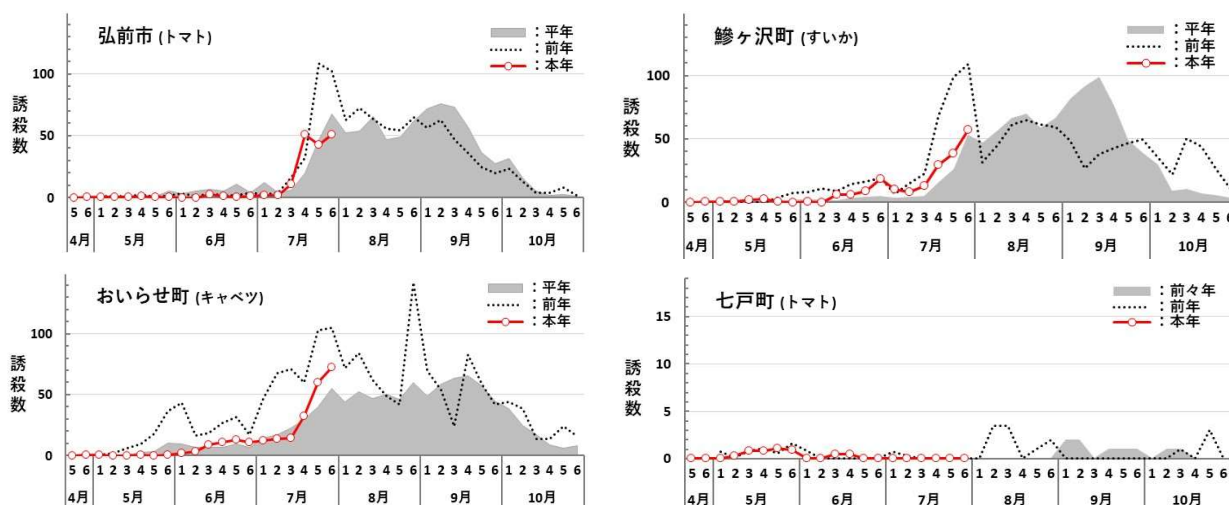 弘前市 (トマト)
：平年
：前年
：本年
誘殺数
100
50
0
5 6 1 2 3 4 5 6 1 2 3 4 5 6 1 2 3 4 5 6 1 2 3 4 5 6 1 2 3 4 5 6 1 2 3 4 5 6
4月 5月 6月 7月 8月 9月 10月
鰺ヶ沢町 (すいか)
：平年
：前年
：本年
誘殺数
100
50
0
5 6 1 2 3 4 5 6 1 2 3 4 5 6 1 2 3 4 5 6 1 2 3 4 5 6 1 2 3 4 5 6 1 2 3 4 5 6
4月 5月 6月 7月 8月 9月 10月
おいらせ町 (キャベツ)
：平年
：前年
：本年
誘殺数
100
50
0
5 6 1 2 3 4 5 6 1 2 3 4 5 6 1 2 3 4 5 6 1 2 3 4 5 6 1 2 3 4 5 6 1 2 3 4 5 6
4月 5月 6月 7月 8月 9月 10月
七戸町 (トマト)
：前々年
：前年
：本年
誘殺数
15
10
5
0
5 6 1 2 3 4 5 6 1 2 3 4 5 6 1 2 3 4 5 6 1 2 3 4 5 6 1 2 3 4 5 6 1 2 3 4 5 6
4月 5月 6月 7月 8月 9月 10月